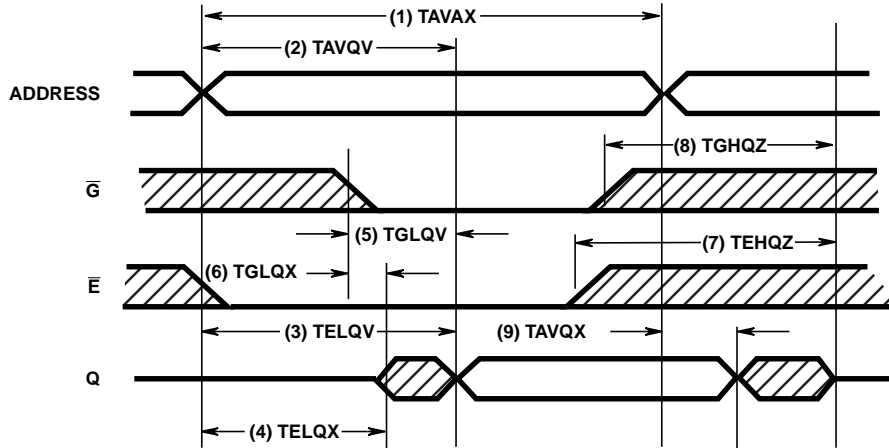 (1) TAVAX
(2) TAVQV
ADDRESS
(8) TGHQZ
G̅
(5) TGLQV
(7) TEHQZ
(6) TGLQX
E̅
(3) TELQV
(9) TAVQX
Q
(4) TELQX